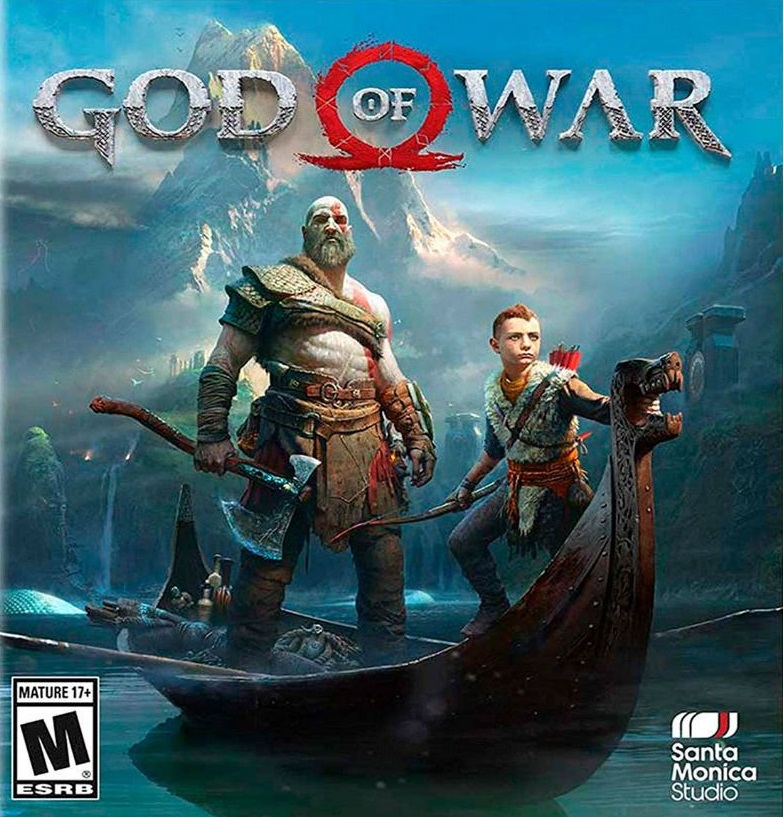 GOD OF WAR
MATURE 17+
M
®
ESRB
Santa
Monica
Studio